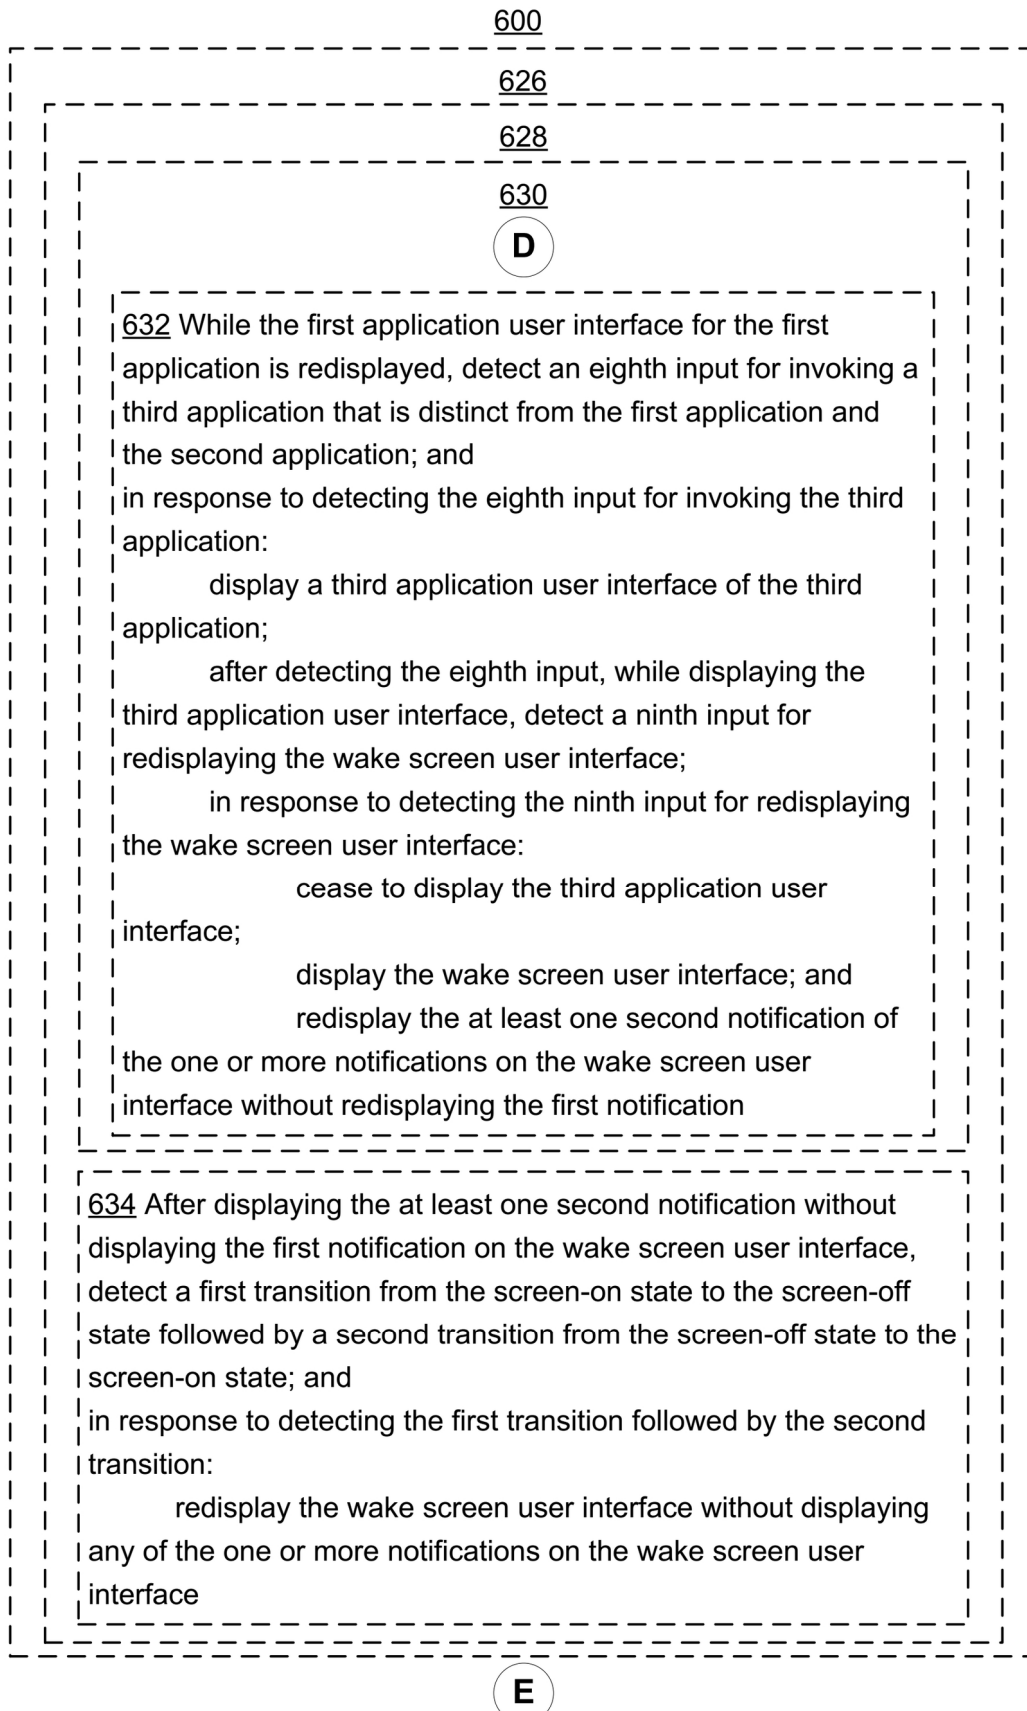 600
626
628
630
D
632 While the first application user interface for the first
application is redisplayed, detect an eighth input for invoking a
third application that is distinct from the first application and
the second application; and
in response to detecting the eighth input for invoking the third
application:
display a third application user interface of the third
application;
after detecting the eighth input, while displaying the
third application user interface, detect a ninth input for
redisplaying the wake screen user interface;
in response to detecting the ninth input for redisplaying
the wake screen user interface:
cease to display the third application user
interface;
display the wake screen user interface; and
redisplay the at least one second notification of
the one or more notifications on the wake screen user
interface without redisplaying the first notification
634 After displaying the at least one second notification without
displaying the first notification on the wake screen user interface,
detect a first transition from the screen-on state to the screen-off
state followed by a second transition from the screen-off state to the
screen-on state; and
in response to detecting the first transition followed by the second
transition:
redisplay the wake screen user interface without displaying
any of the one or more notifications on the wake screen user
interface
E